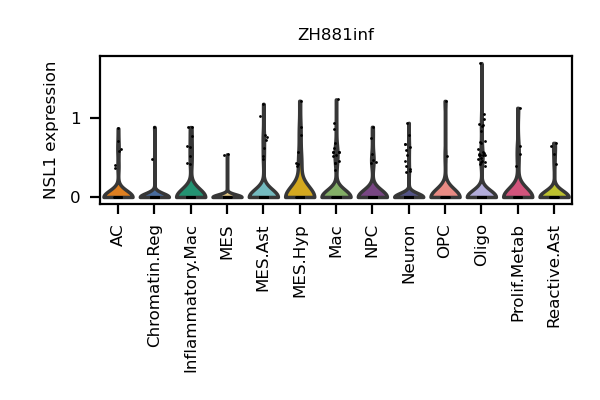 ZH881inf
NSL1 expression
1
0
AC
Chromatin.Reg
Inflammatory.Mac
MES
MES.Ast
MES.Hyp
Mac
NPC
Neuron
OPC
Oligo
Prolif.Metab
Reactive.Ast